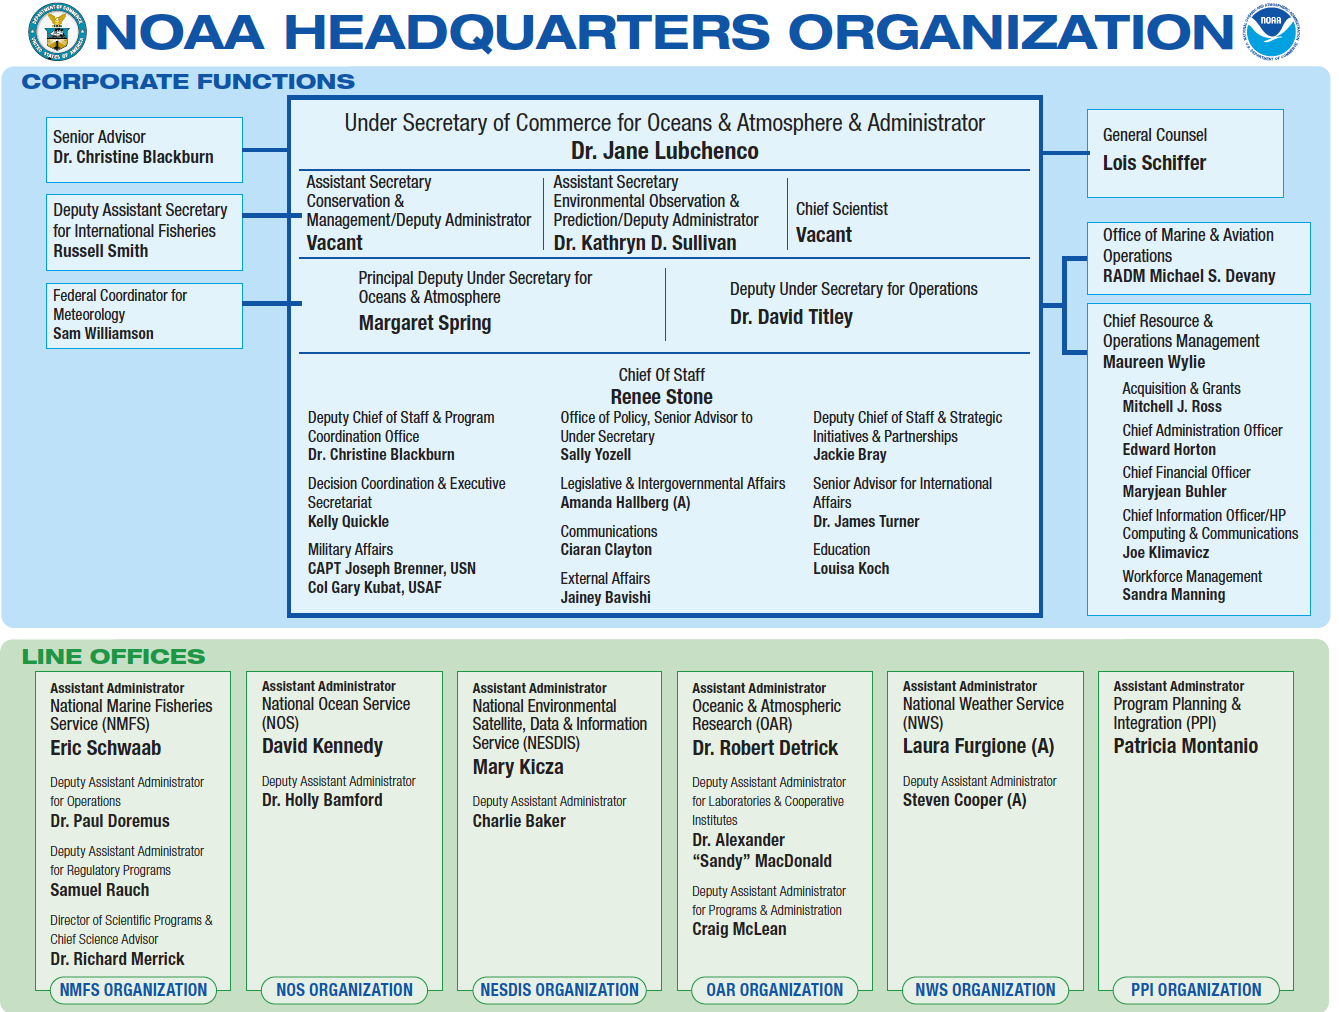 NOAA HEADQUARTERS ORGANIZATION
NOAA
CORPORATE FUNCTIONS
Senior Advisor
Dr. Christine Blackburn
Deputy Assistant Secretary
for International Fisheries
Russell Smith
Federal Coordinator for
Meteorology
Sam Williamson
Under Secretary of Commerce for Oceans & Atmosphere & Administrator
Dr. Jane Lubchenco
Assistant Secretary
Conservation &
Management/Deputy Administrator
Vacant
Assistant Secretary
Environmental Observation &
Prediction/Deputy Administrator
Dr. Kathryn D. Sullivan
Chief Scientist
Vacant
Principal Deputy Under Secretary for
Oceans & Atmosphere
Margaret Spring
Deputy Under Secretary for Operations
Dr. David Titley
Chief Of Staff
Renee Stone
Deputy Chief of Staff & Program
Coordination Office
Dr. Christine Blackburn
Decision Coordination & Executive
Secretariat
Kelly Quickle
Military Affairs
CAPT Joseph Brenner, USN
Col Gary Kubat, USAF
Office of Policy, Senior Advisor to
Under Secretary
Sally Yozell
Legislative & Intergovernmental Affairs
Amanda Hallberg (A)
Communications
Ciaran Clayton
External Affairs
Jainey Bavishi
Deputy Chief of Staff & Strategic
Initiatives & Partnerships
Jackie Bray
Senior Advisor for International
Affairs
Dr. James Turner
Education
Louisa Koch
General Counsel
Lois Schiffer
Office of Marine & Aviation
Operations
RADM Michael S. Devany
Chief Resource &
Operations Management
Maureen Wylie
Acquisition & Grants
Mitchell J. Ross
Chief Administration Officer
Edward Horton
Chief Financial Officer
Maryjean Buhler
Chief Information Officer/HP
Computing & Communications
Joe Klimavicz
Workforce Management
Sandra Manning
LINE OFFICES
Assistant Administrator
National Marine Fisheries
Service (NMFS)
Eric Schwaab
Deputy Assistant Administrator
for Operations
Dr. Paul Doremus
Deputy Assistant Administrator
for Regulatory Programs
Samuel Rauch
Director of Scientific Programs &
Chief Science Advisor
Dr. Richard Merrick
NMFS ORGANIZATION
Assistant Administrator
National Ocean Service
(NOS)
David Kennedy
Deputy Assistant Administrator
Dr. Holly Bamford
NOS ORGANIZATION
Assistant Administrator
National Environmental
Satellite, Data & Information
Service (NESDIS)
Mary Kicza
Deputy Assistant Administrator
Charlie Baker
NESDIS ORGANIZATION
Assistant Administrator
Oceanic & Atmospheric
Research (OAR)
Dr. Robert Detrick
Deputy Assistant Administrator
for Laboratories & Cooperative
Institutes
Dr. Alexander
“Sandy” MacDonald
Deputy Assistant Administrator
for Programs & Administration
Craig McLean
OAR ORGANIZATION
Assistant Administrator
National Weather Service
(NWS)
Laura Furgione (A)
Deputy Assistant Administrator
Steven Cooper (A)
NWS ORGANIZATION
Assistant Adminstrator
Program Planning &
Integration (PPI)
Patricia Montanio
PPI ORGANIZATION